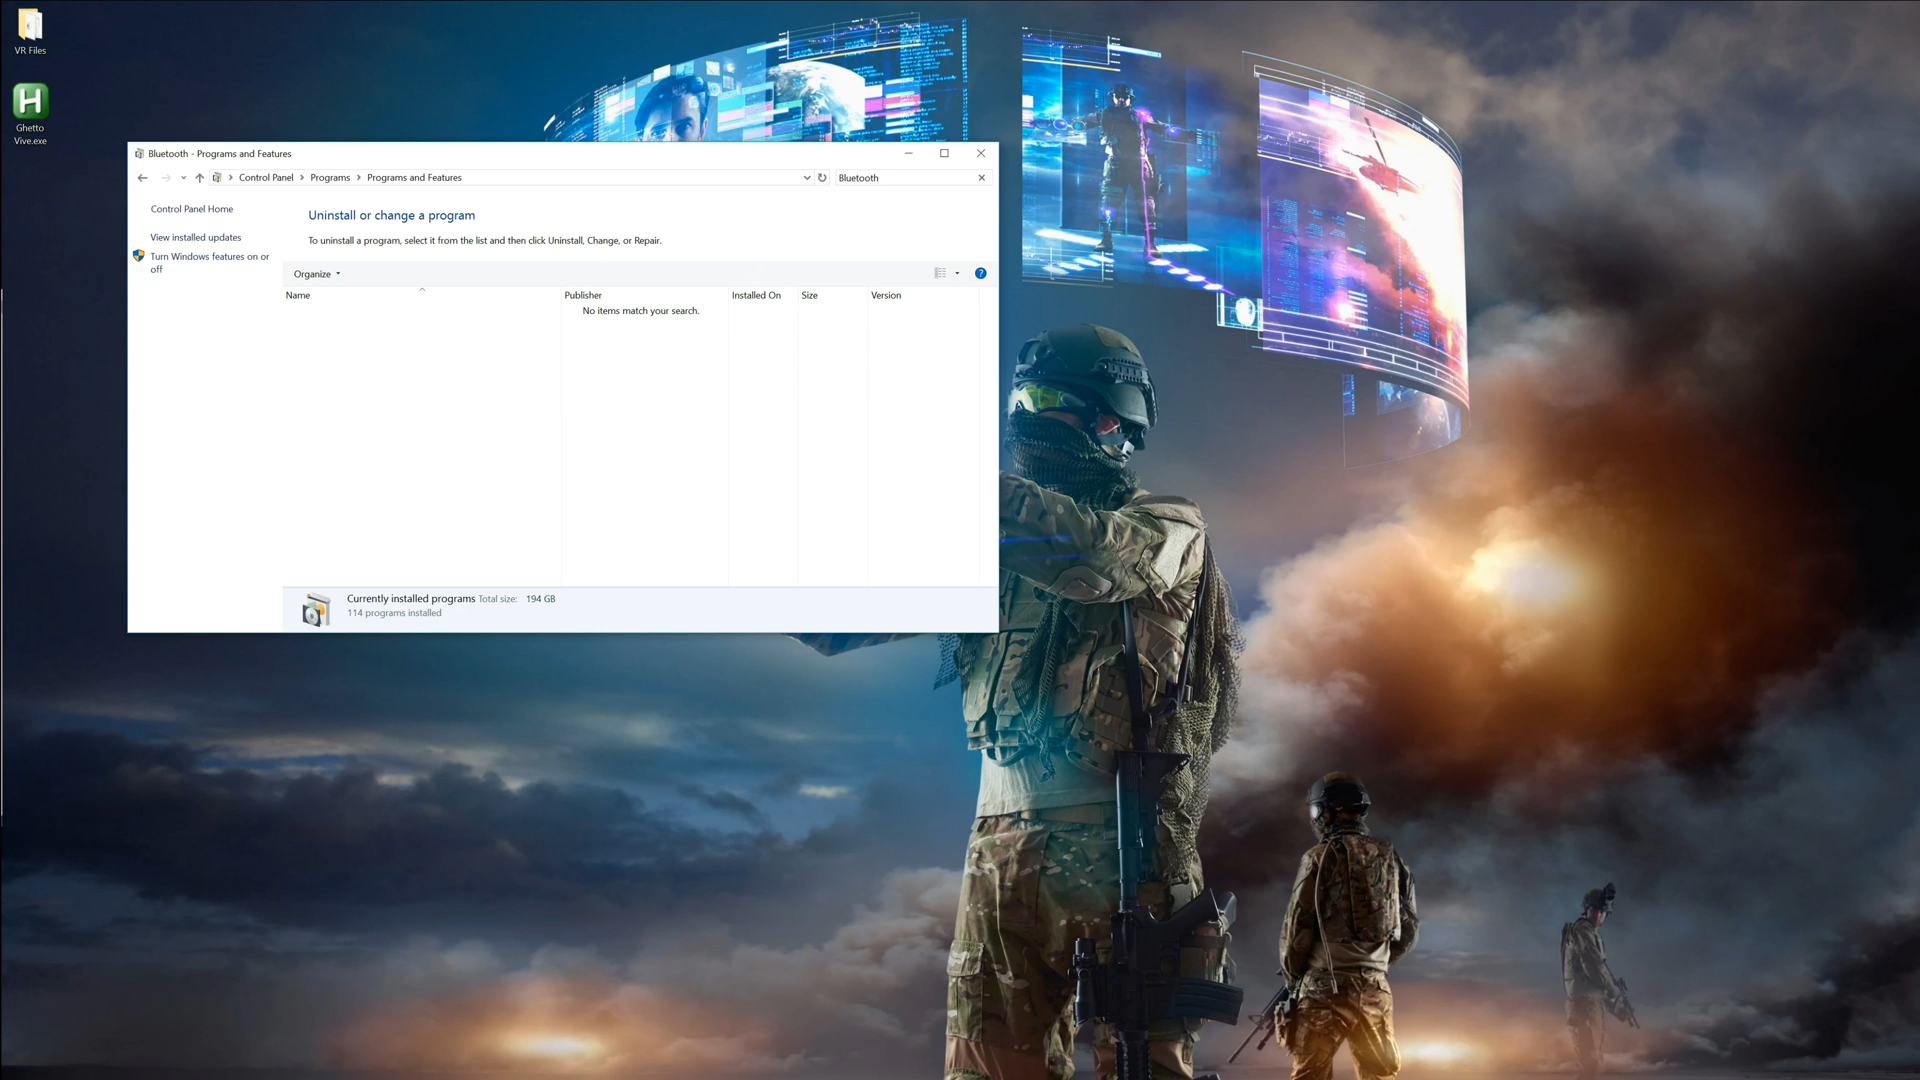 VR Files
H
Ghetto
Vive.exe
Bluetooth - Programs and Features
Control Panel
Programs
Programs and Features
Bluetooth
Control Panel Home
View installed updates
Turn Windows features on or
off
Uninstall or change a program
To uninstall a program, select it from the list and then click Uninstall, Change, or Repair.
Organize
?
Name
Publisher
Installed On
Size
Version
No items match your search.
Currently installed programs Total size: 194 GB
114 programs installed